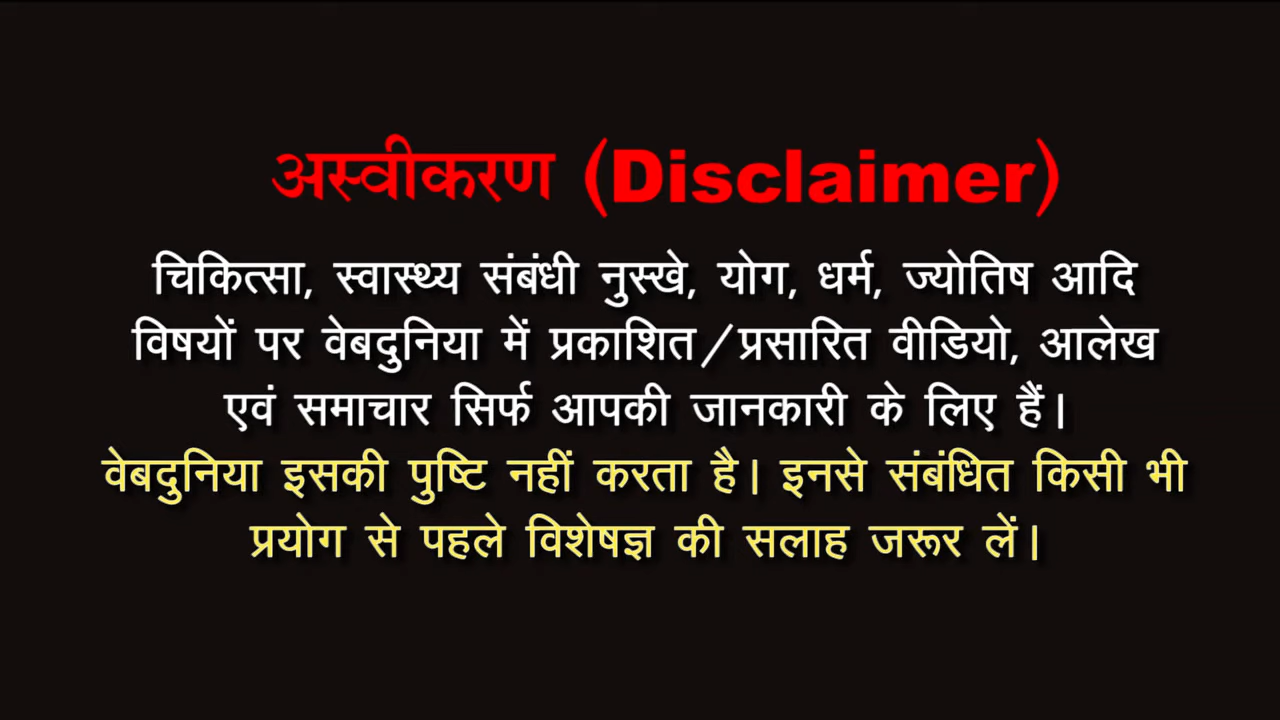 अस्वीकरण (Disclaimer)
चिकित्सा, स्वास्थ्य संबंधी नुस्खे, योग, धर्म, ज्योतिष आदि
विषयों पर वेबदुनिया में प्रकाशित/प्रसारित वीडियो, आलेख
एवं समाचार सिर्फ आपकी जानकारी के लिए हैं।
वेबदुनिया इसकी पुष्टि नहीं करता है। इनसे संबंधित किसी भी
प्रयोग से पहले विशेषज्ञ की सलाह जरूर लें।